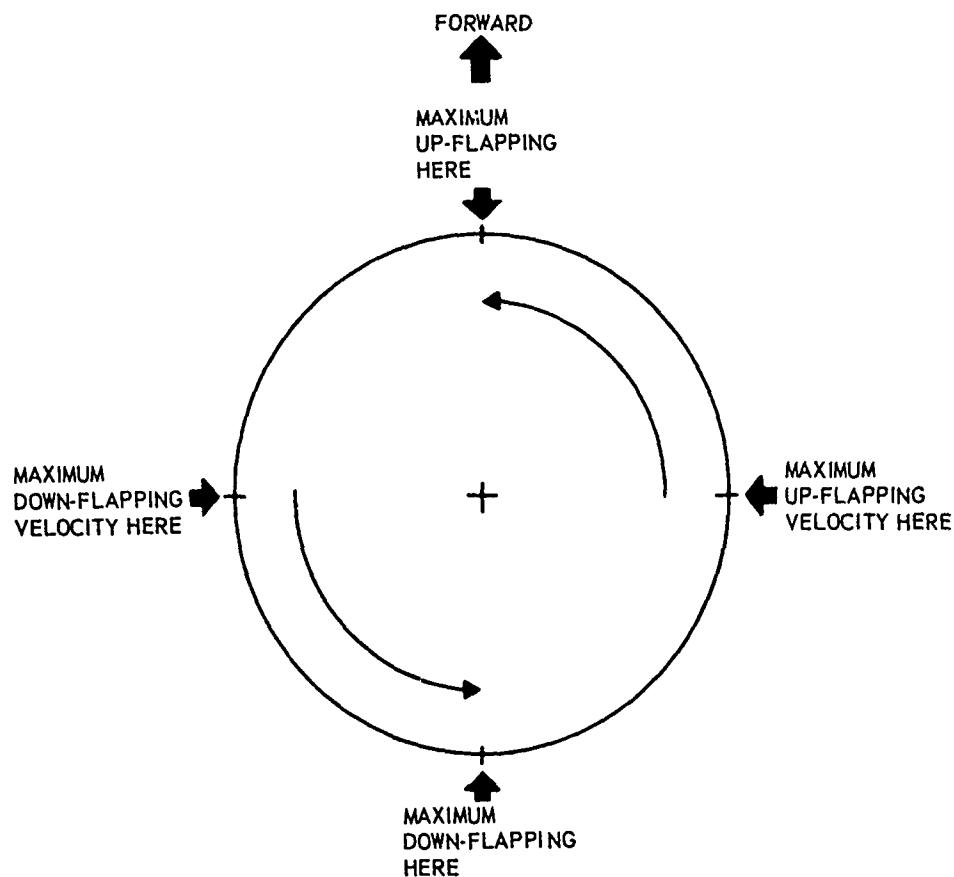 FORWARD
MAXIMUM
UP-FLAPPING
HERE
MAXIMUM
DOWN-FLAPPING
VELOCITY HERE
MAXIMUM
UP-FLAPPING
VELOCITY HERE
MAXIMUM
DOWN-FLAPPING
HERE